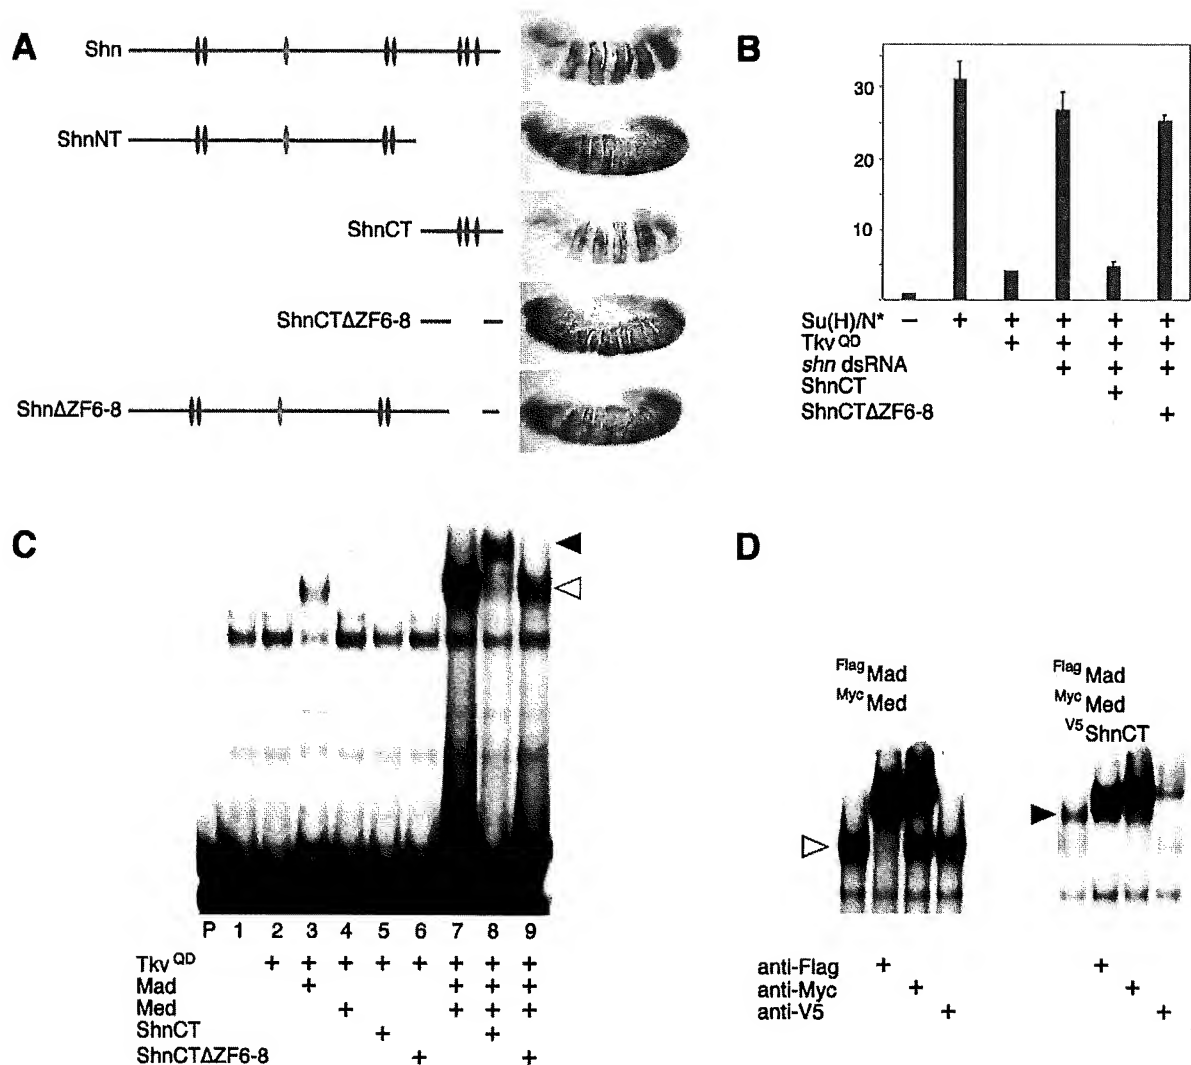 A
Shn
ShnNT
ShnCT
ShnCTΔZF6-8
ShnΔZF6-8
B
30
20
10
Su(H)/N* − + + + + +
Tkv QD + + + +
shn dsRNA + + +
ShnCT +
ShnCTΔZF6-8 +
C
P 1 2 3 4 5 6 7 8 9
Tkv QD + + + + + + + +
Mad + + + +
Med + + + +
ShnCT + +
ShnCTΔZF6-8 + +
D
Flag Mad
Myc Med
Flag Mad
Myc Med
V5 ShnCT
anti-Flag + +
anti-Myc + +
anti-V5 + +